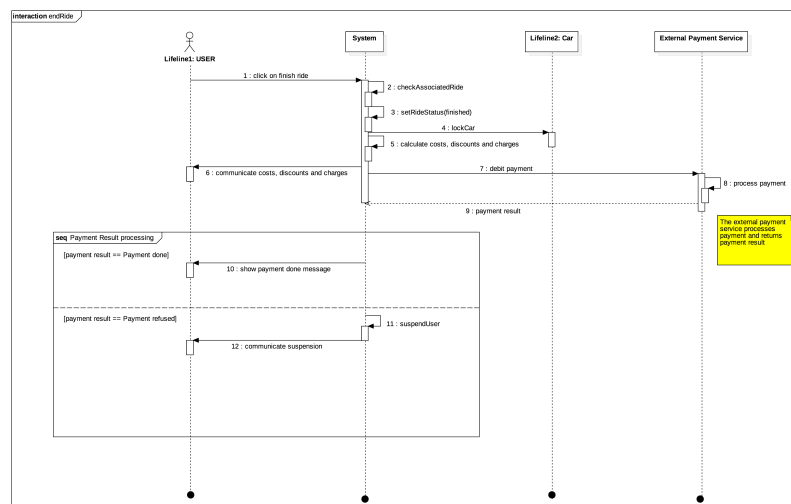 interaction endRide
System
Lifeline2: Car
External Payment Service
Lifeline1: USER
1 : click on finish ride
2 : checkAssociatedRide
3 : setRideStatus(finished)
4 : lockCar
5 : calculate costs, discounts and charges
6 : communicate costs, discounts and charges
7 : debit payment
8 : process payment
9 : payment result
The external payment
service processes
payment and returns
payment result
seq Payment Result processing
[payment result == Payment done]
10 : show payment done message
[payment result == Payment refused]
11 : suspendUser
12 : communicate suspension